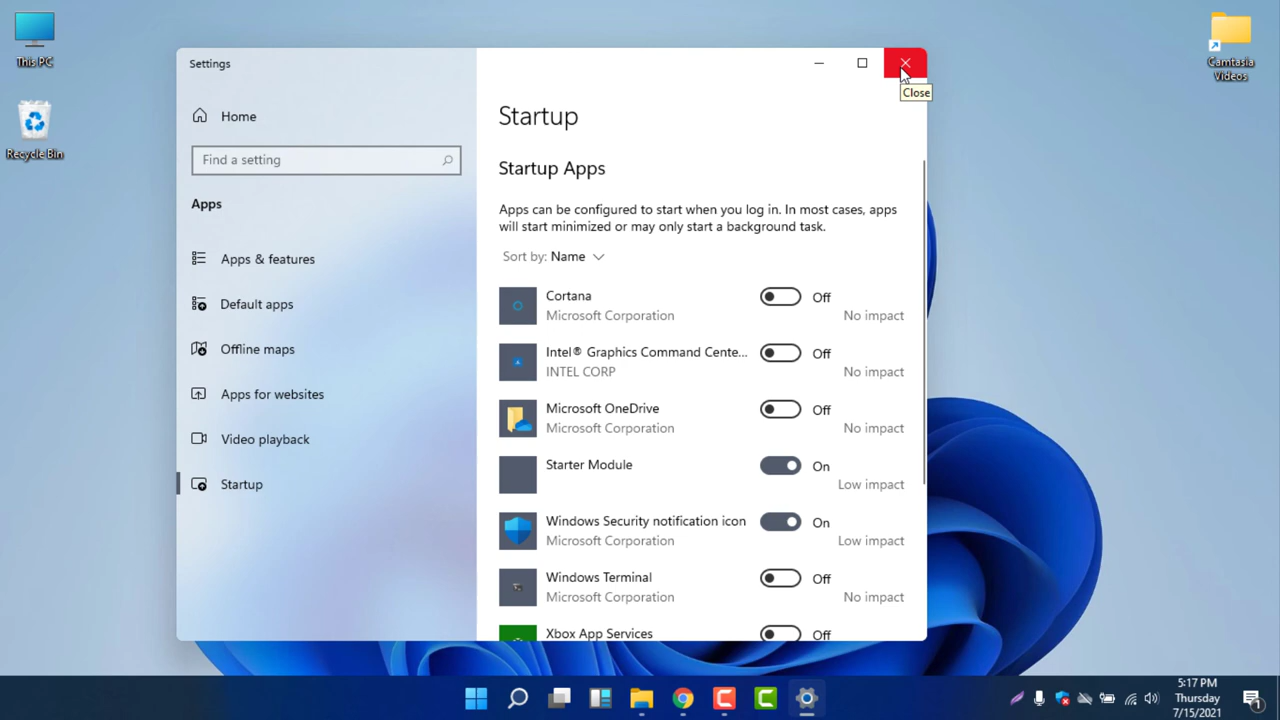 This PC
Recycle Bin
Camtasia
Videos
Settings
Close
Home
Find a setting
Apps
Apps & features
Default apps
Offline maps
Apps for websites
Video playback
Startup
Startup
Startup Apps
Apps can be configured to start when you log in. In most cases, apps
will start minimized or may only start a background task.
Sort by: Name
Cortana
Microsoft Corporation
Off
No impact
Intel® Graphics Command Cente...
INTEL CORP
Off
No impact
Microsoft OneDrive
Microsoft Corporation
Off
No impact
Starter Module
On
Low impact
Windows Security notification icon
Microsoft Corporation
On
Low impact
Windows Terminal
Microsoft Corporation
Off
No impact
Xbox App Services
Off
5:17 PM
Thursday
7/15/2021
1